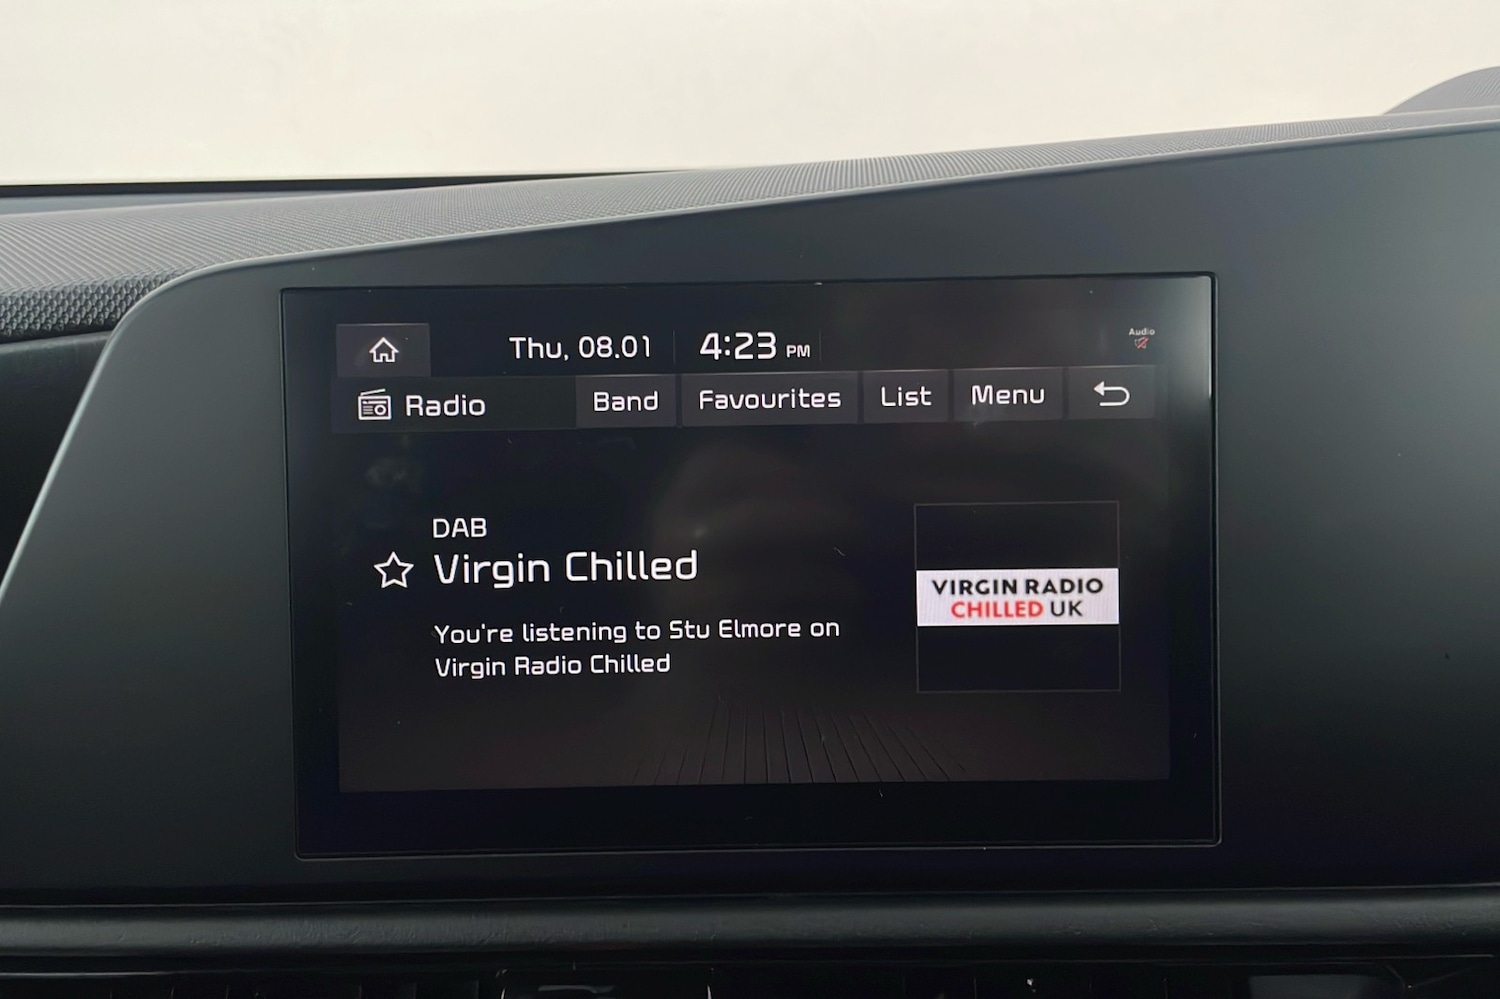 Thu, 08.01 4:23 PM
Audio
Radio Band Favourites List Menu
DAB
Virgin Chilled
You're listening to Stu Elmore on
Virgin Radio Chilled
VIRGIN RADIO
CHILLED UK